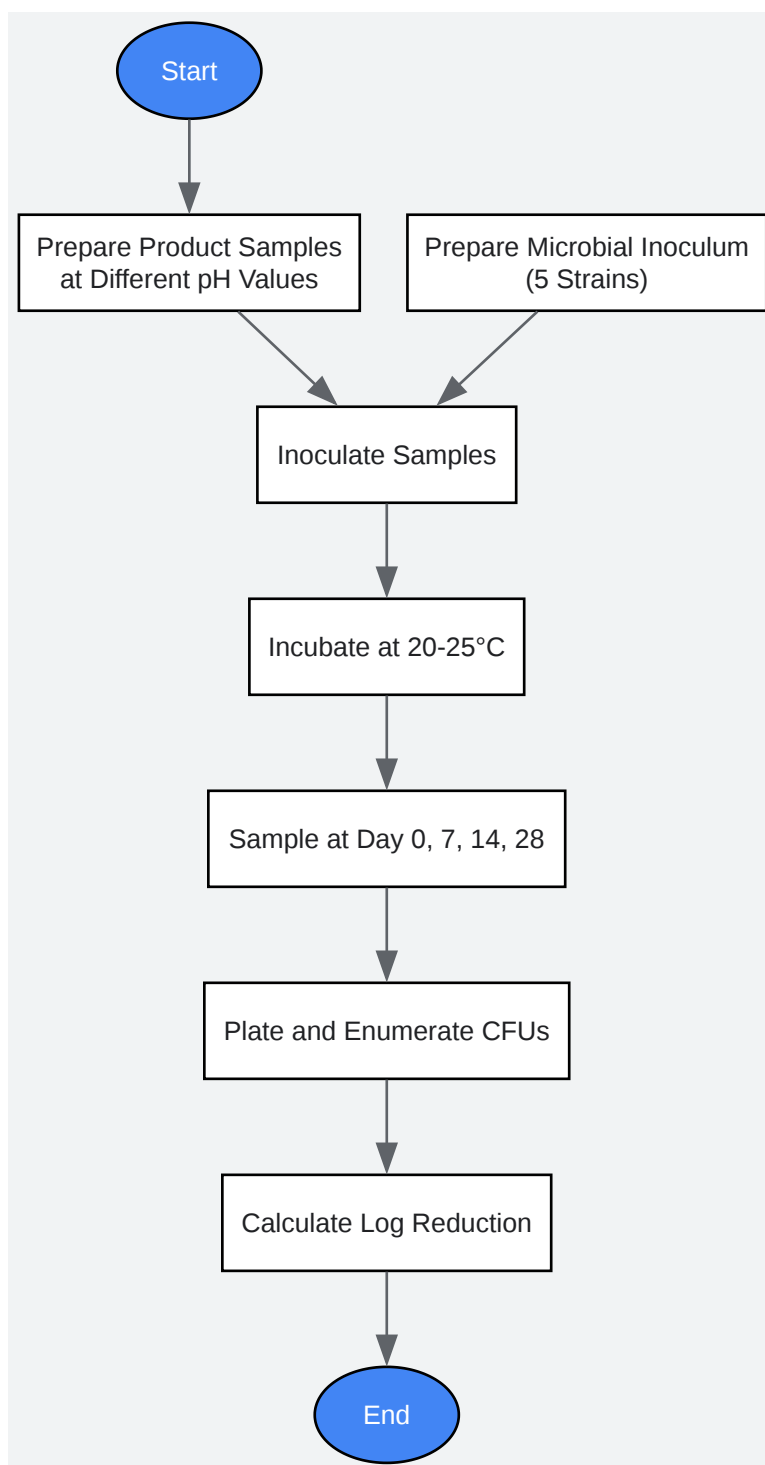 Start
Prepare Product Samples
at Different pH Values
Prepare Microbial Inoculum
(5 Strains)
Inoculate Samples
Incubate at 20-25°C
Sample at Day 0, 7, 14, 28
Plate and Enumerate CFUs
Calculate Log Reduction
End